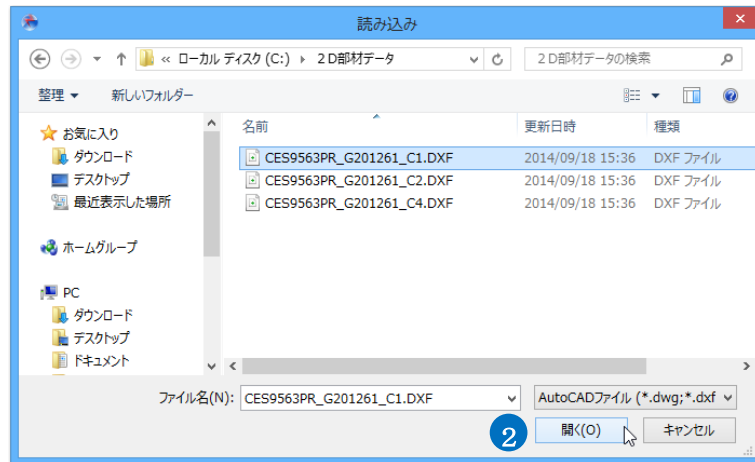 読み込み
« ローカル ディスク (C:) ▸ ２Ｄ部材データ
２Ｄ部材データの検索
整理 ▼ 新しいフォルダー
お気に入り
ダウンロード
デスクトップ
最近表示した場所
ホームグループ
PC
ダウンロード
デスクトップ
ドキュメント
名前 更新日時 種類
CES9563PR_G201261_C1.DXF 2014/09/18 15:36 DXF ファイル
CES9563PR_G201261_C2.DXF 2014/09/18 15:36 DXF ファイル
CES9563PR_G201261_C4.DXF 2014/09/18 15:36 DXF ファイル
ファイル名(N): CES9563PR_G201261_C1.DXF AutoCADファイル (*.dwg;*.dxf
2 開く(O) キャンセル